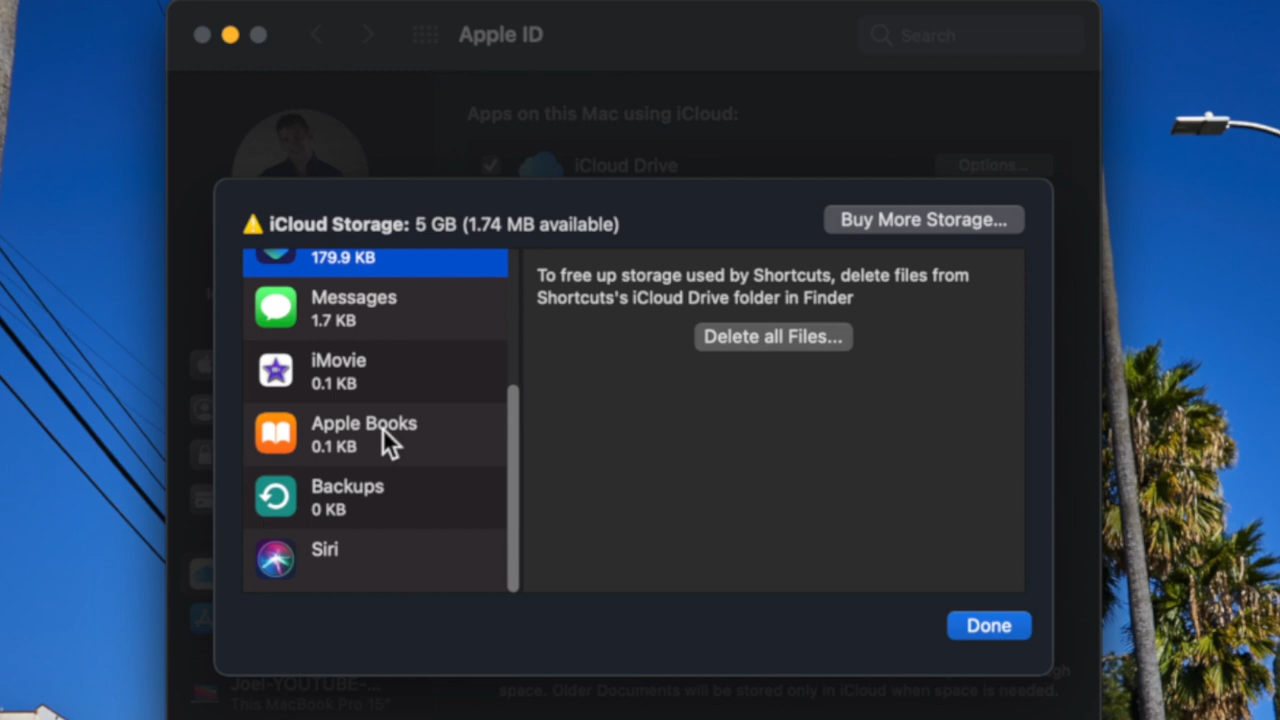 Apple ID
Search
Apps on this Mac using iCloud:
iCloud Drive
Options...
iCloud Storage: 5 GB (1.74 MB available)
Buy More Storage...
179.9 KB
Messages
1.7 KB
iMovie
0.1 KB
Apple Books
0.1 KB
Backups
0 KB
Siri
To free up storage used by Shortcuts, delete files from
Shortcuts's iCloud Drive folder in Finder
Delete all Files...
Done
Joel-YOUTUBE-...
This MacBook Pro 15"
space. Older Documents will be stored only in iCloud when space is needed.